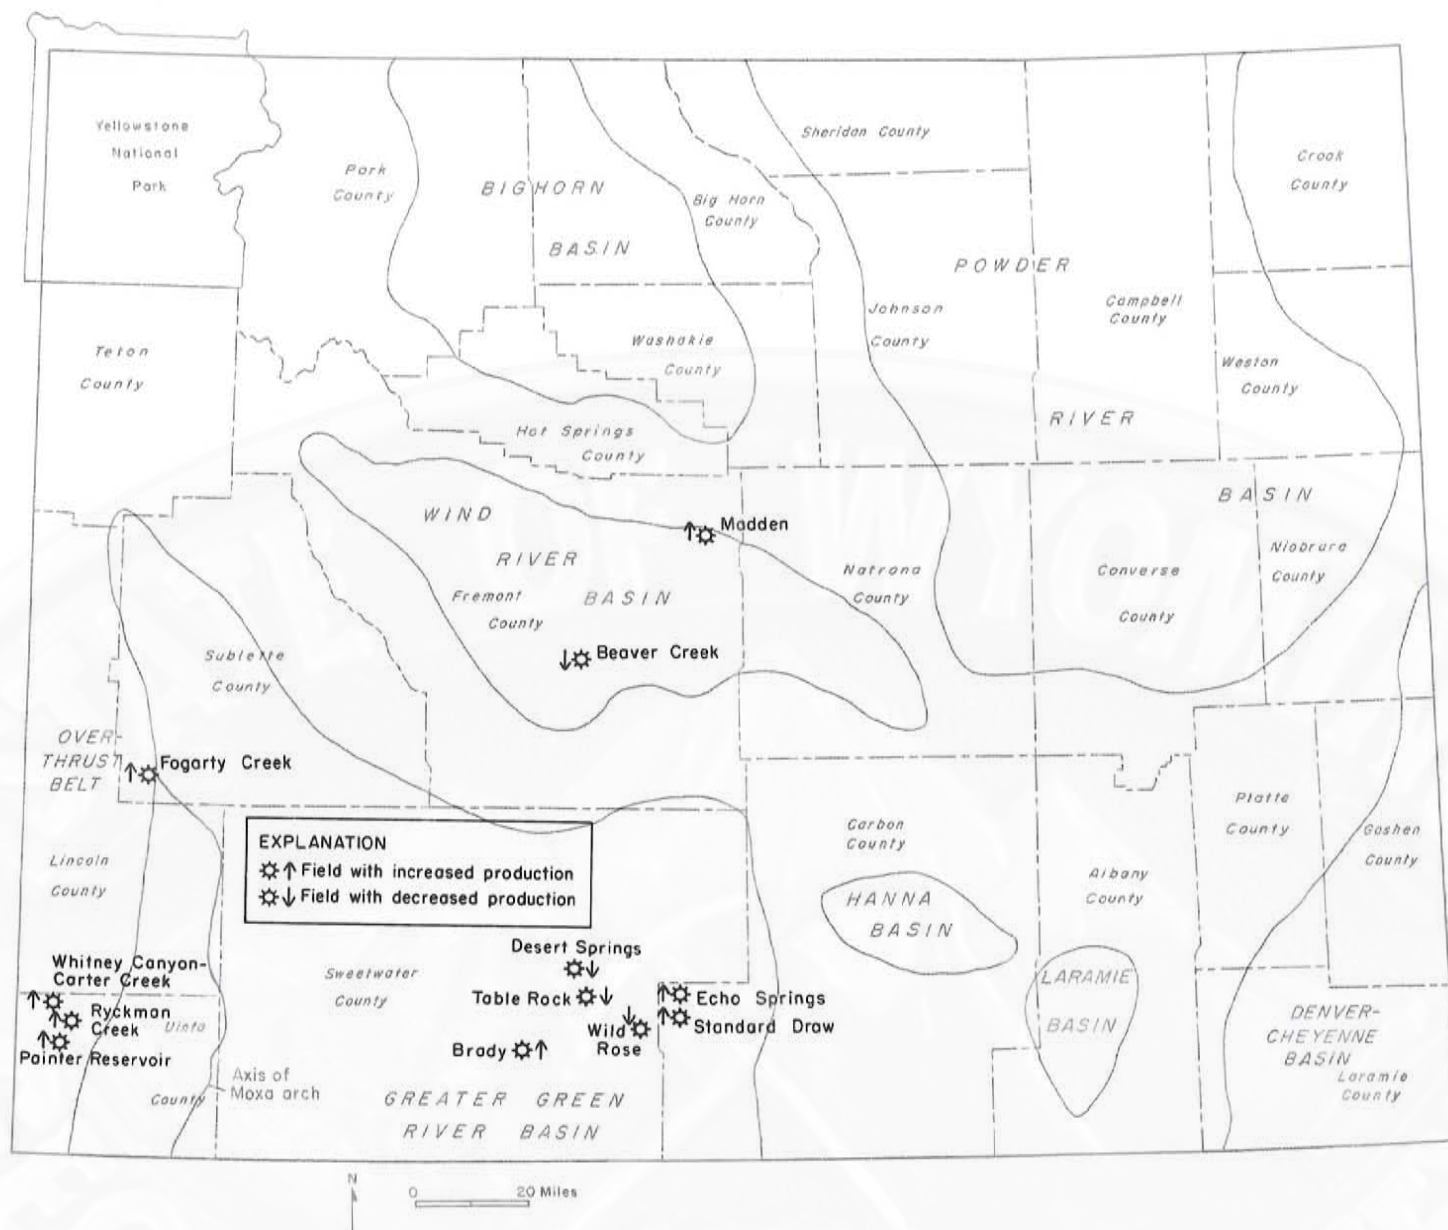 Yellowstone
National
Park
Park
County
BIGHORN
BASIN
Big Horn
County
Sheridan County
Crook
County
POWDER
Johnson
County
Campbell
County
Teton
County
Washakie
County
Weston
County
RIVER
Hot Springs
County
BASIN
WIND
RIVER
BASIN
Madden
Fremont
County
Natrona
County
Converse
County
Niobrara
County
Beaver Creek
Sublette
County
OVER-
THRUST
BELT
Fogarty Creek
EXPLANATION
Field with increased production
Field with decreased production
Lincoln
County
Carbon
County
HANNA
BASIN
Albany
County
Platte
County
Goshen
County
Whitney Canyon-
Carter Creek
Ryckman
Creek
Painter Reservoir
Uinta
County
Axis of
Moxa arch
Sweetwater
County
Desert Springs
Table Rock
Wild
Rose
Brady
Echo Springs
Standard Draw
LARAMIE
BASIN
DENVER-
CHEYENNE
BASIN
Laramie
County
GREATER GREEN
RIVER BASIN
N
0 20 Miles